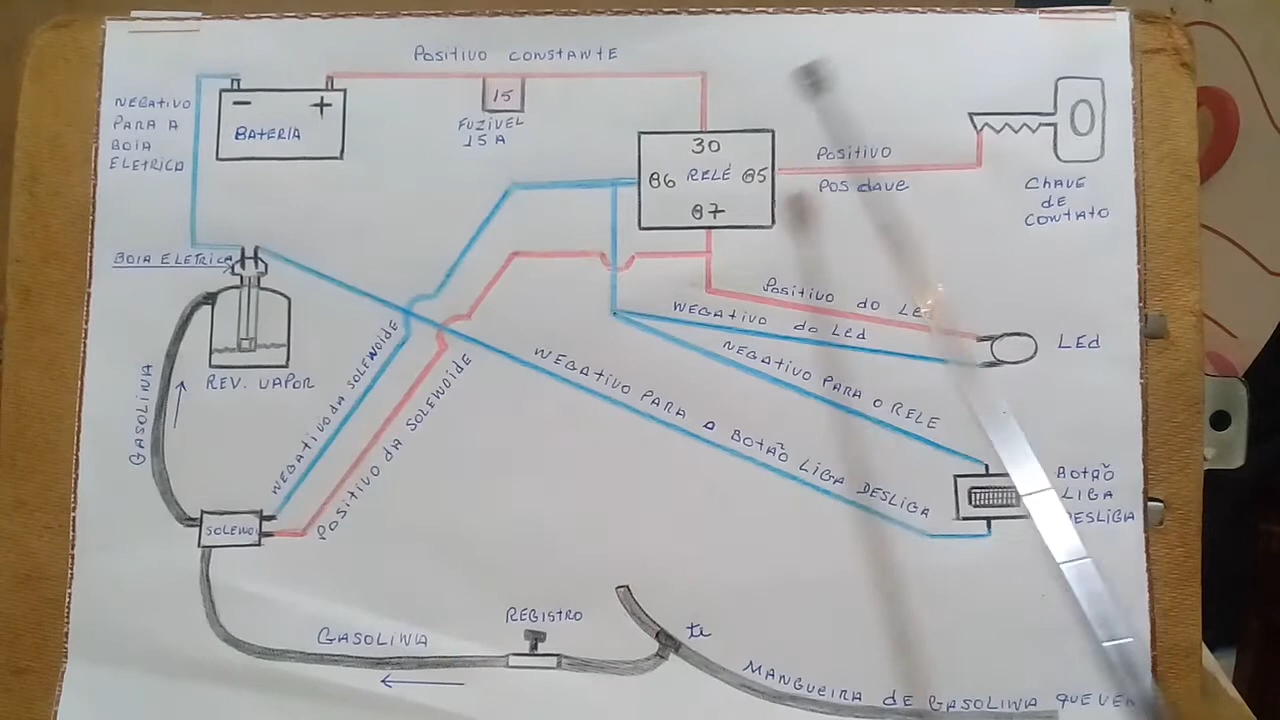 POSITIVO CONSTANTE
NEGATIVO
PARA A
BOIA
ELETRICA
- +
BATERIA
15
FUZIVEL
15 A
30
86 RELÉ 85
87
POSITIVO
POS CHAVE
CHAVE
DE
CONTATO
BOIA ELETRICA
POSITIVO DO LED
NEGATIVO do Led
LEd
NEGATIVO PARA O RELE
REV. VAPOR
GASOLINA
NEGATIVO da SOLENOIDE
POSITIVO da SOLENOIDE
NEGATIVO PARA O BOTÃO LIGA DESLIGA
BOTÃO
LIGA
DESLIGA
SOLENOI
REGISTRO
GASOLINA
te
MANGUEIRA de GASOLINA QUE VEM